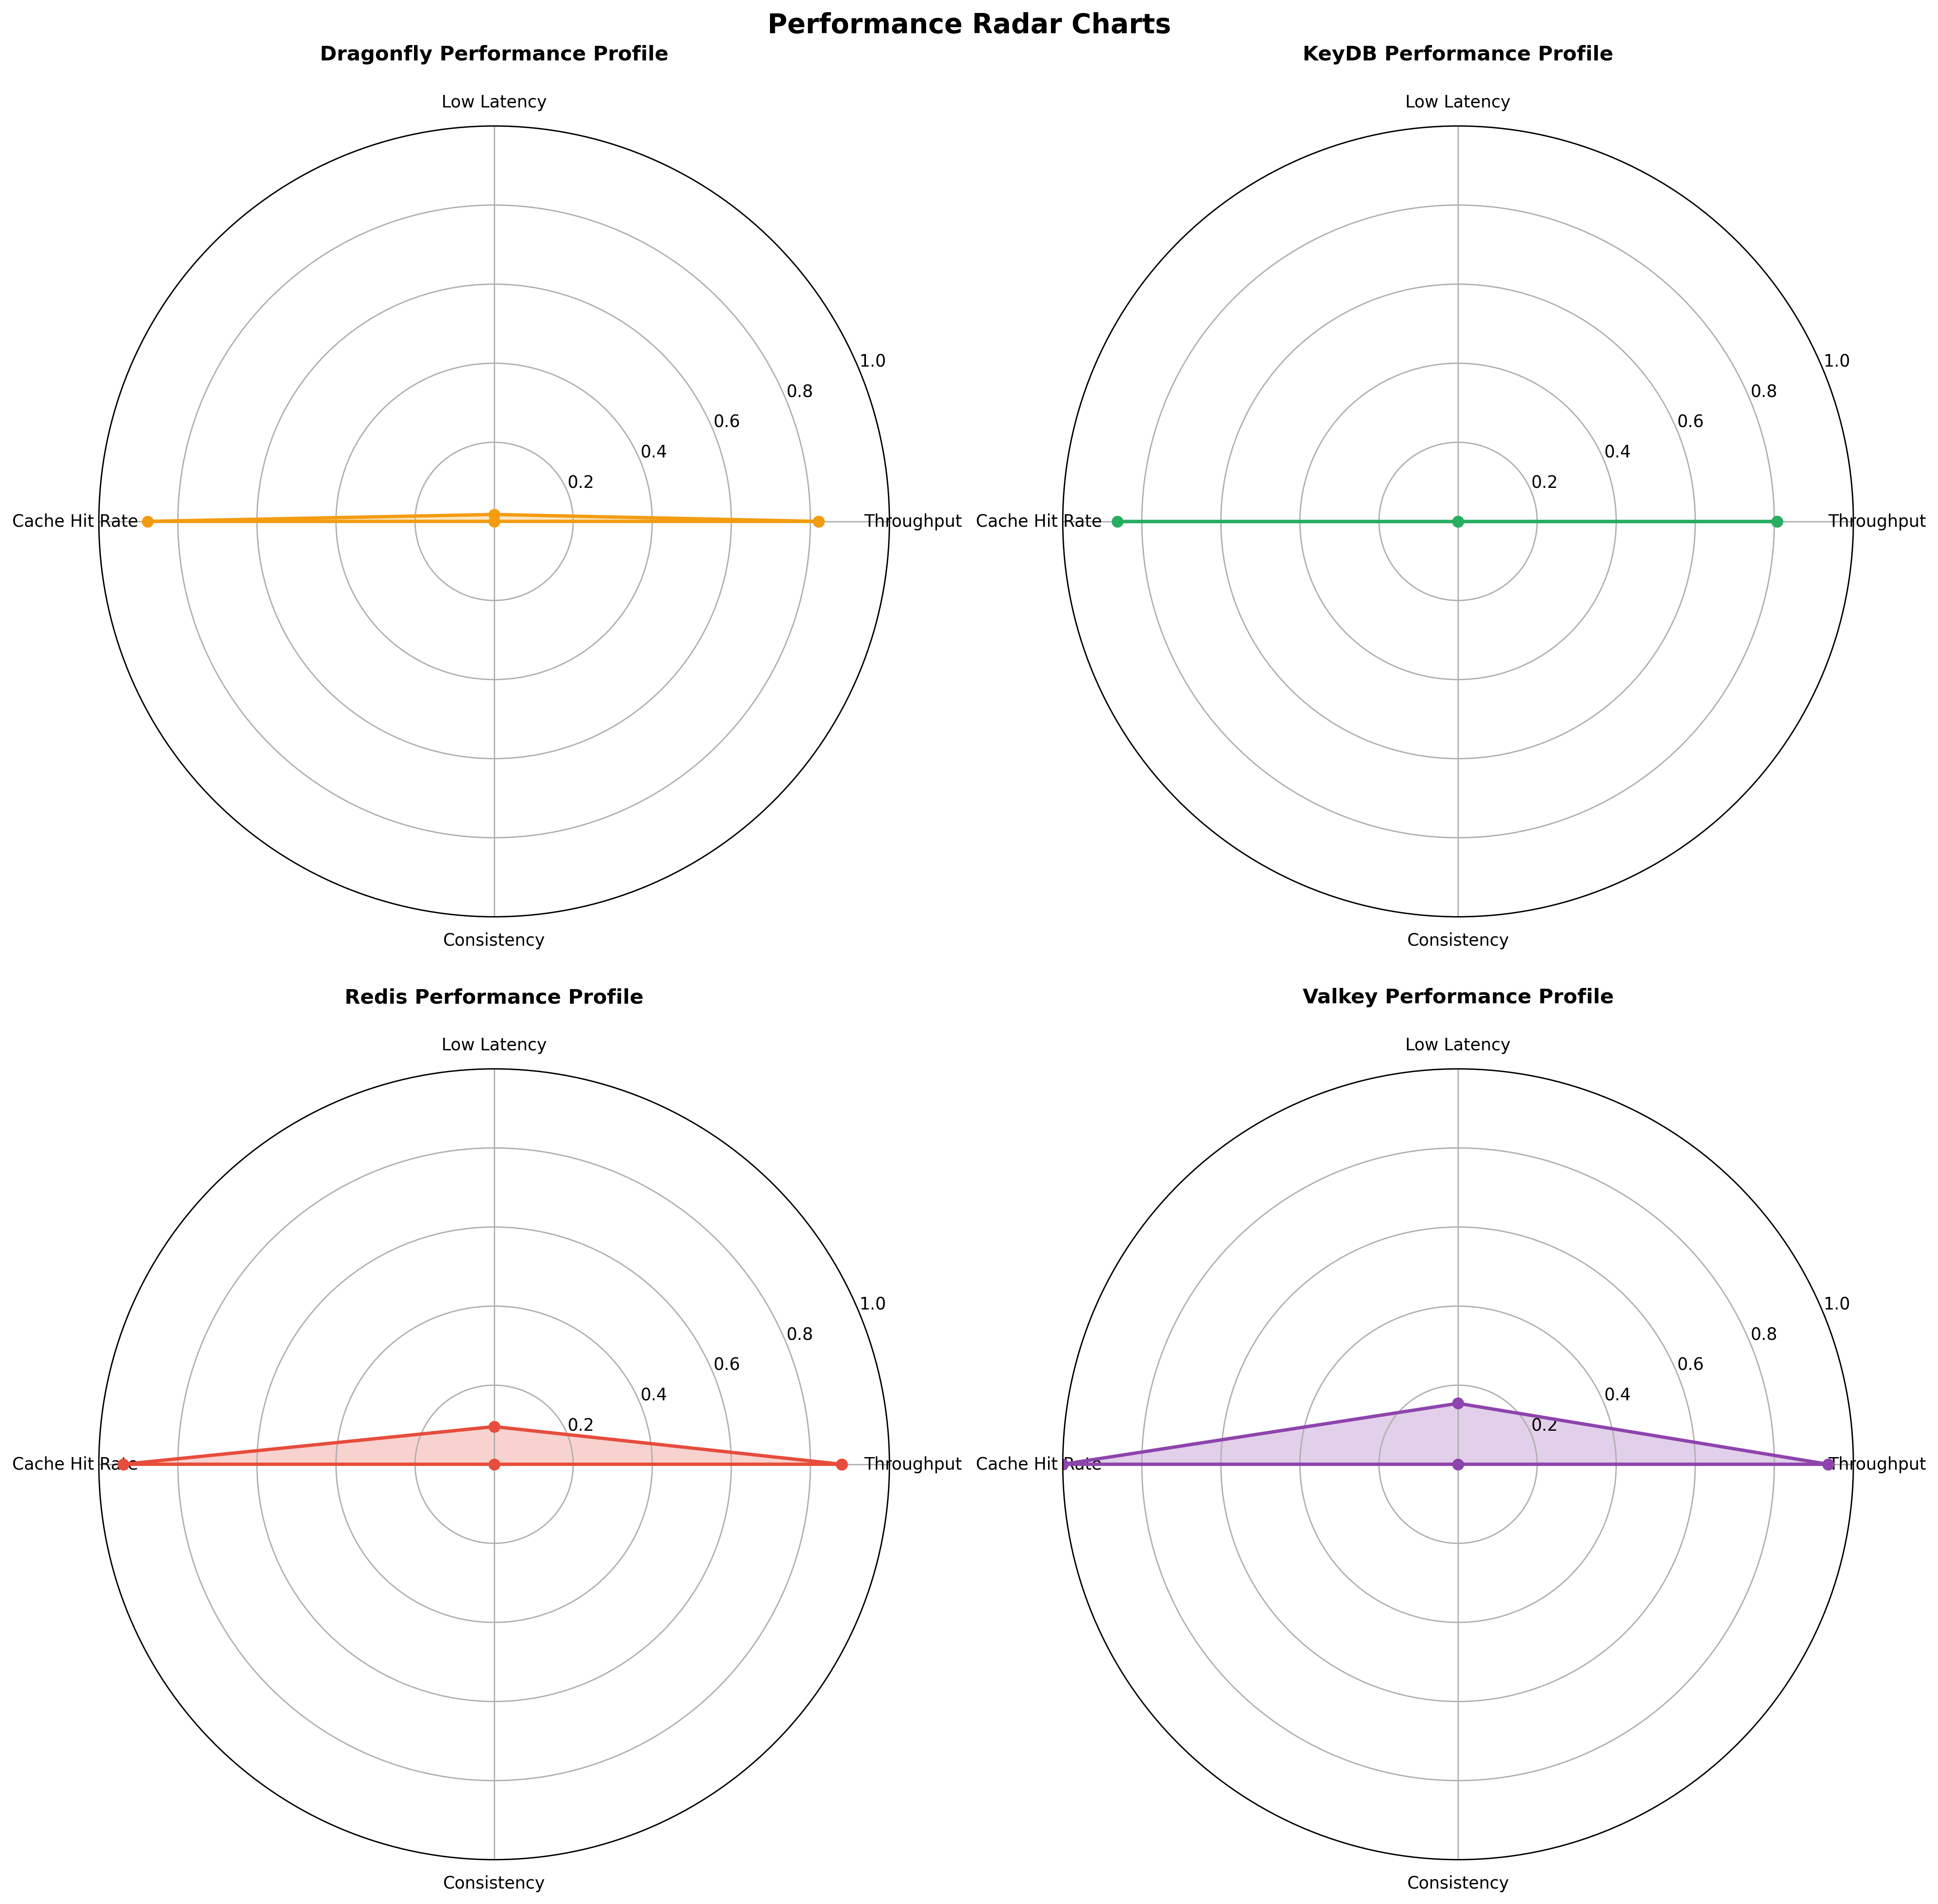 Performance Radar Charts
Dragonfly Performance Profile
Low Latency
1.0
0.8
0.6
0.4
0.2
Cache Hit Rate
Throughput
Consistency
KeyDB Performance Profile
Low Latency
1.0
0.8
0.6
0.4
0.2
Cache Hit Rate
Throughput
Consistency
Redis Performance Profile
Low Latency
1.0
0.8
0.6
0.4
0.2
Cache Hit Rate
Throughput
Consistency
Valkey Performance Profile
Low Latency
1.0
0.8
0.6
0.4
0.2
Cache Hit Rate
Throughput
Consistency